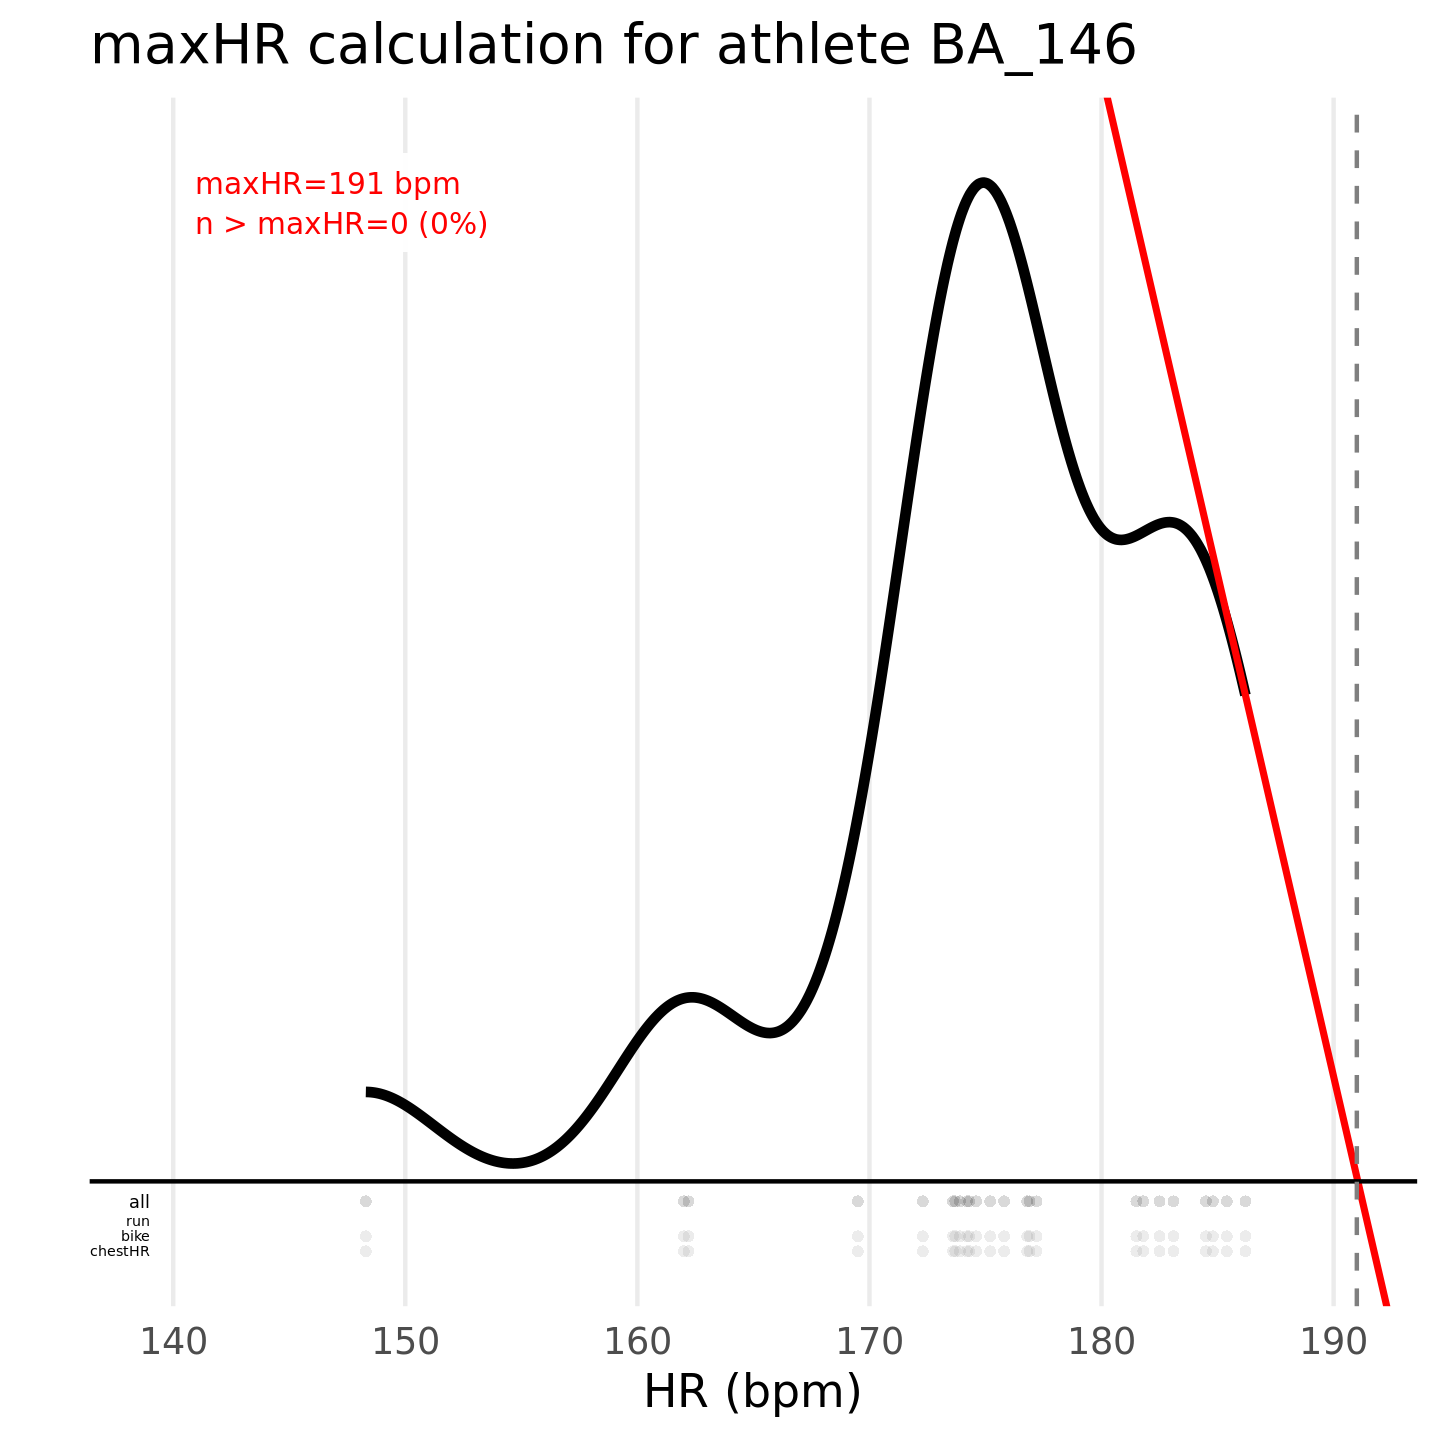 maxHR calculation for athlete BA_146
maxHR=191 bpm
n > maxHR=0 (0%)
all
run
bike
chestHR
140 150 160 170 180 190
HR (bpm)